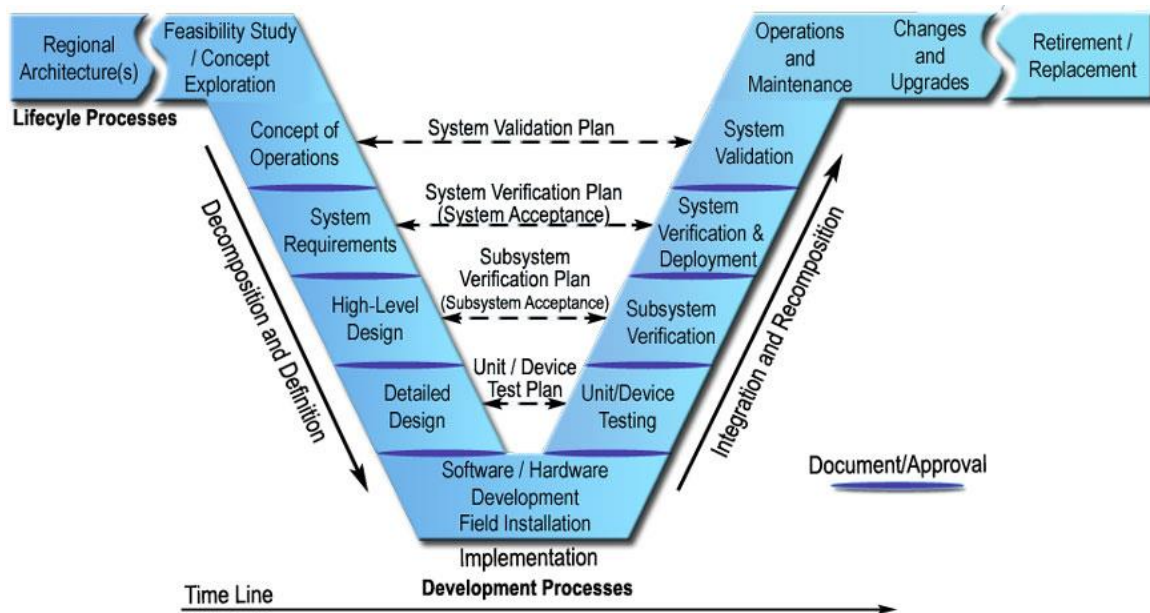 Regional
Architecture(s)
Feasibility Study
/ Concept
Exploration
Operations
and
Maintenance
Changes
and
Upgrades
Retirement /
Replacement
Lifecyle Processes
Concept of
Operations
System Validation Plan
System
Validation
System
Requirements
System Verification Plan
(System Acceptance)
System
Verification &
Deployment
High-Level
Design
Subsystem
Verification Plan
(Subsystem Acceptance)
Subsystem
Verification
Detailed
Design
Unit / Device
Test Plan
Unit/Device
Testing
Decomposition and Definition
Integration and Recomposition
Software / Hardware
Development
Field Installation
Document/Approval
Implementation
Development Processes
Time Line